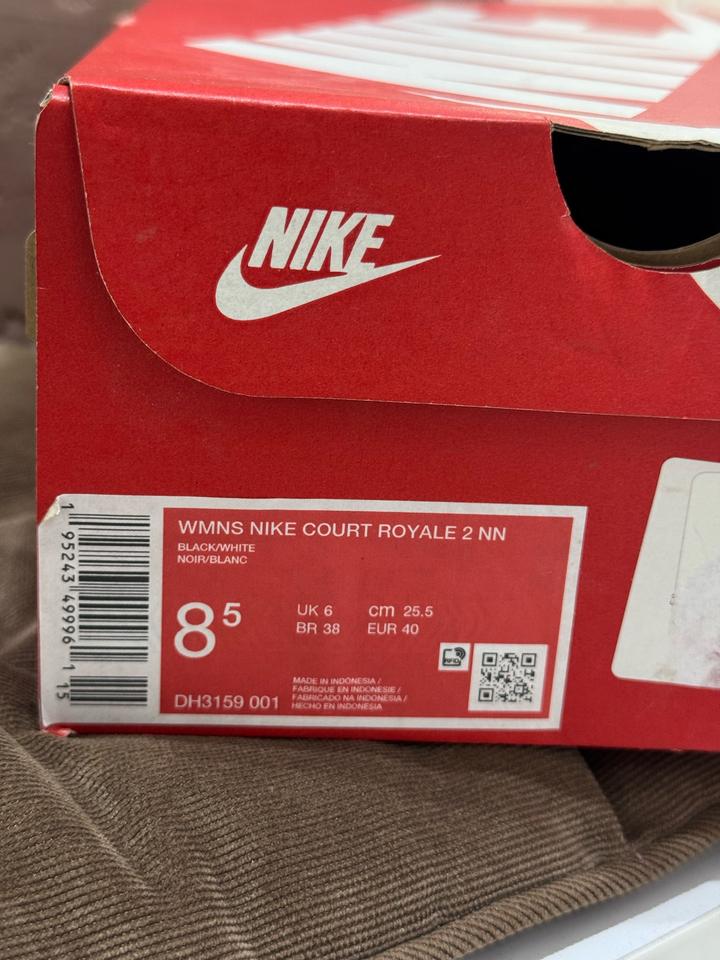 NIKE
WMNS NIKE COURT ROYALE 2 NN
BLACK/WHITE
NOIR/BLANC
8 5
UK 6 cm 25.5
BR 38 EUR 40
RFID
MADE IN INDONESIA /
FABRIQUE EN INDONESIE /
FABRICADO NA INDONÉSIA /
HECHO EN INDONESIA
DH3159 001
1 95243 49996 1 15